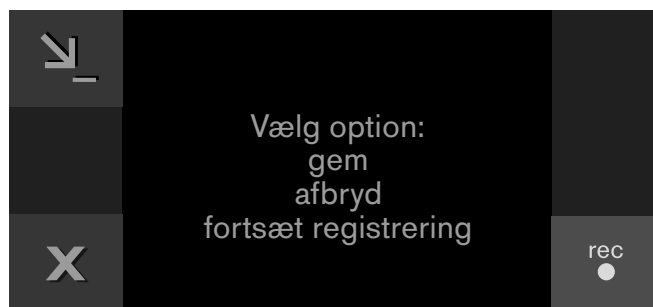 Vælg option:
gem
afbryd
fortsæt registrering
rec